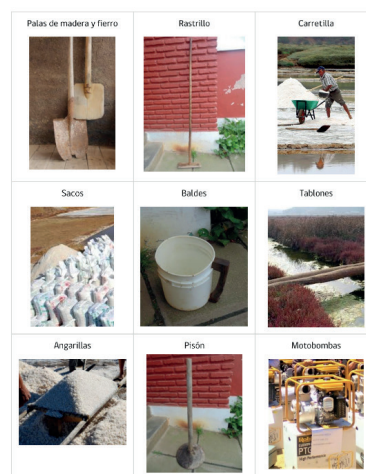 Palas de madera y fierro
Rastrillo
Carretilla
Sacos
Baldes
Tablones
Angarillas
Pisón
Motobombas